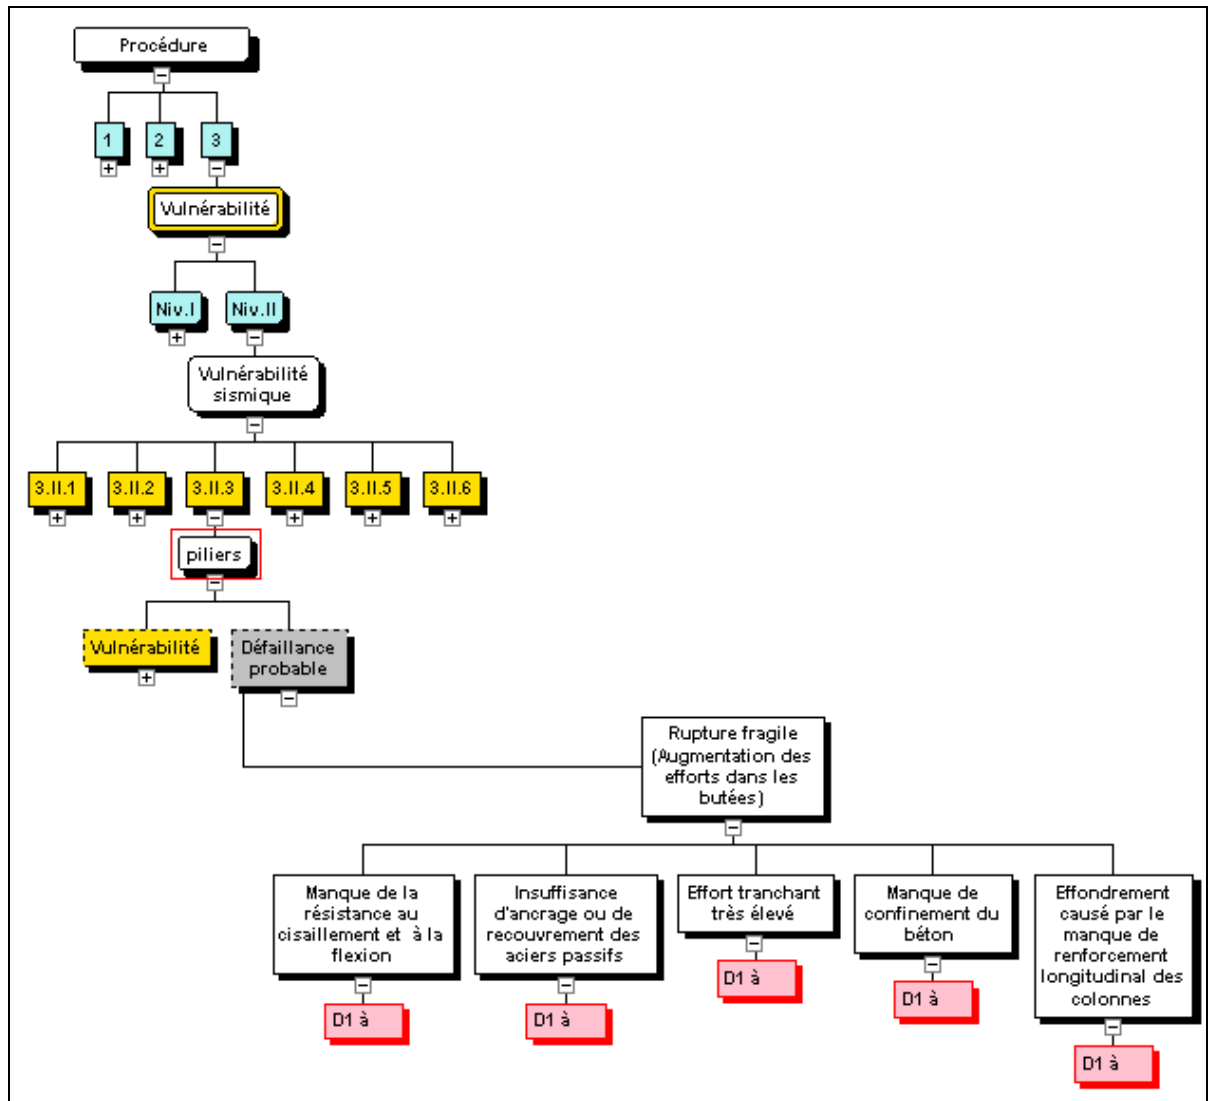 Procédure
1
2
3
Vulnérabilité
Niv.I
Niv.II
Vulnérabilité
sismique
3.II.1
3.II.2
3.II.3
3.II.4
3.II.5
3.II.6
piliers
Vulnérabilité
Défaillance
probable
Rupture fragile
(Augmentation des
efforts dans les
butées)
Manque de la
résistance au
cisaillement et à la
flexion
Insuffisance
d'ancrage ou de
recouvrement des
aciers passifs
Effort tranchant
très élevé
Manque de
confinement du
béton
Effondrement
causé par le
manque de
renforcement
longitudinal des
colonnes
D1 à
D1 à
D1 à
D1 à
D1 à